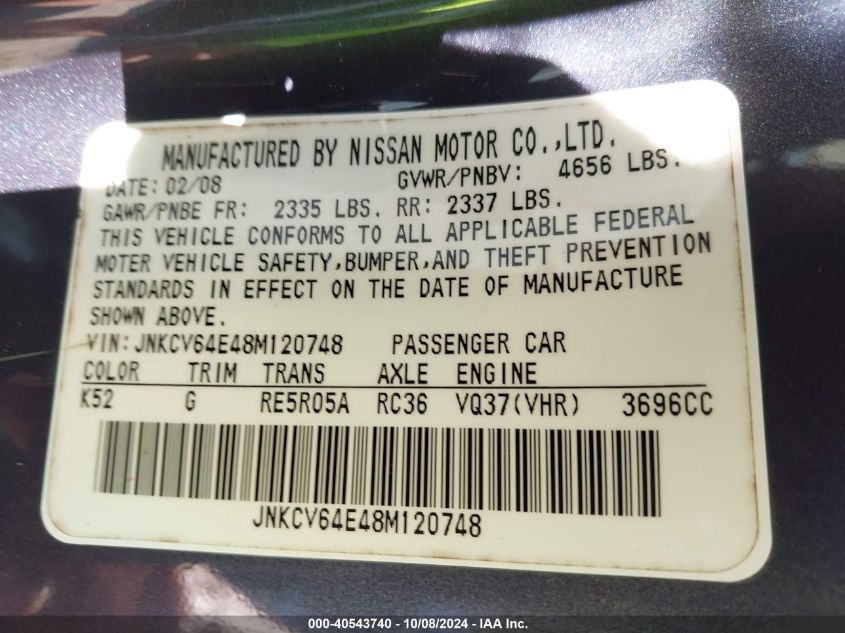 MANUFACTURED BY NISSAN MOTOR CO.,LTD.
DATE: 02/08 GVWR/PNBV: 4656 LBS.
GAWR/PNBE FR: 2335 LBS. RR: 2337 LBS.
THIS VEHICLE CONFORMS TO ALL APPLICABLE FEDERAL
MOTER VEHICLE SAFETY,BUMPER,AND THEFT PREVENTION
STANDARDS IN EFFECT ON THE DATE OF MANUFACTURE
SHOWN ABOVE.
VIN:JNKCV64E48M120748 PASSENGER CAR
COLOR TRIM TRANS AXLE ENGINE
K52 G RE5R05A RC36 VQ37(VHR) 3696CC
JNKCV64E48M120748
000-40543740 - 10/08/2024 - IAA Inc.